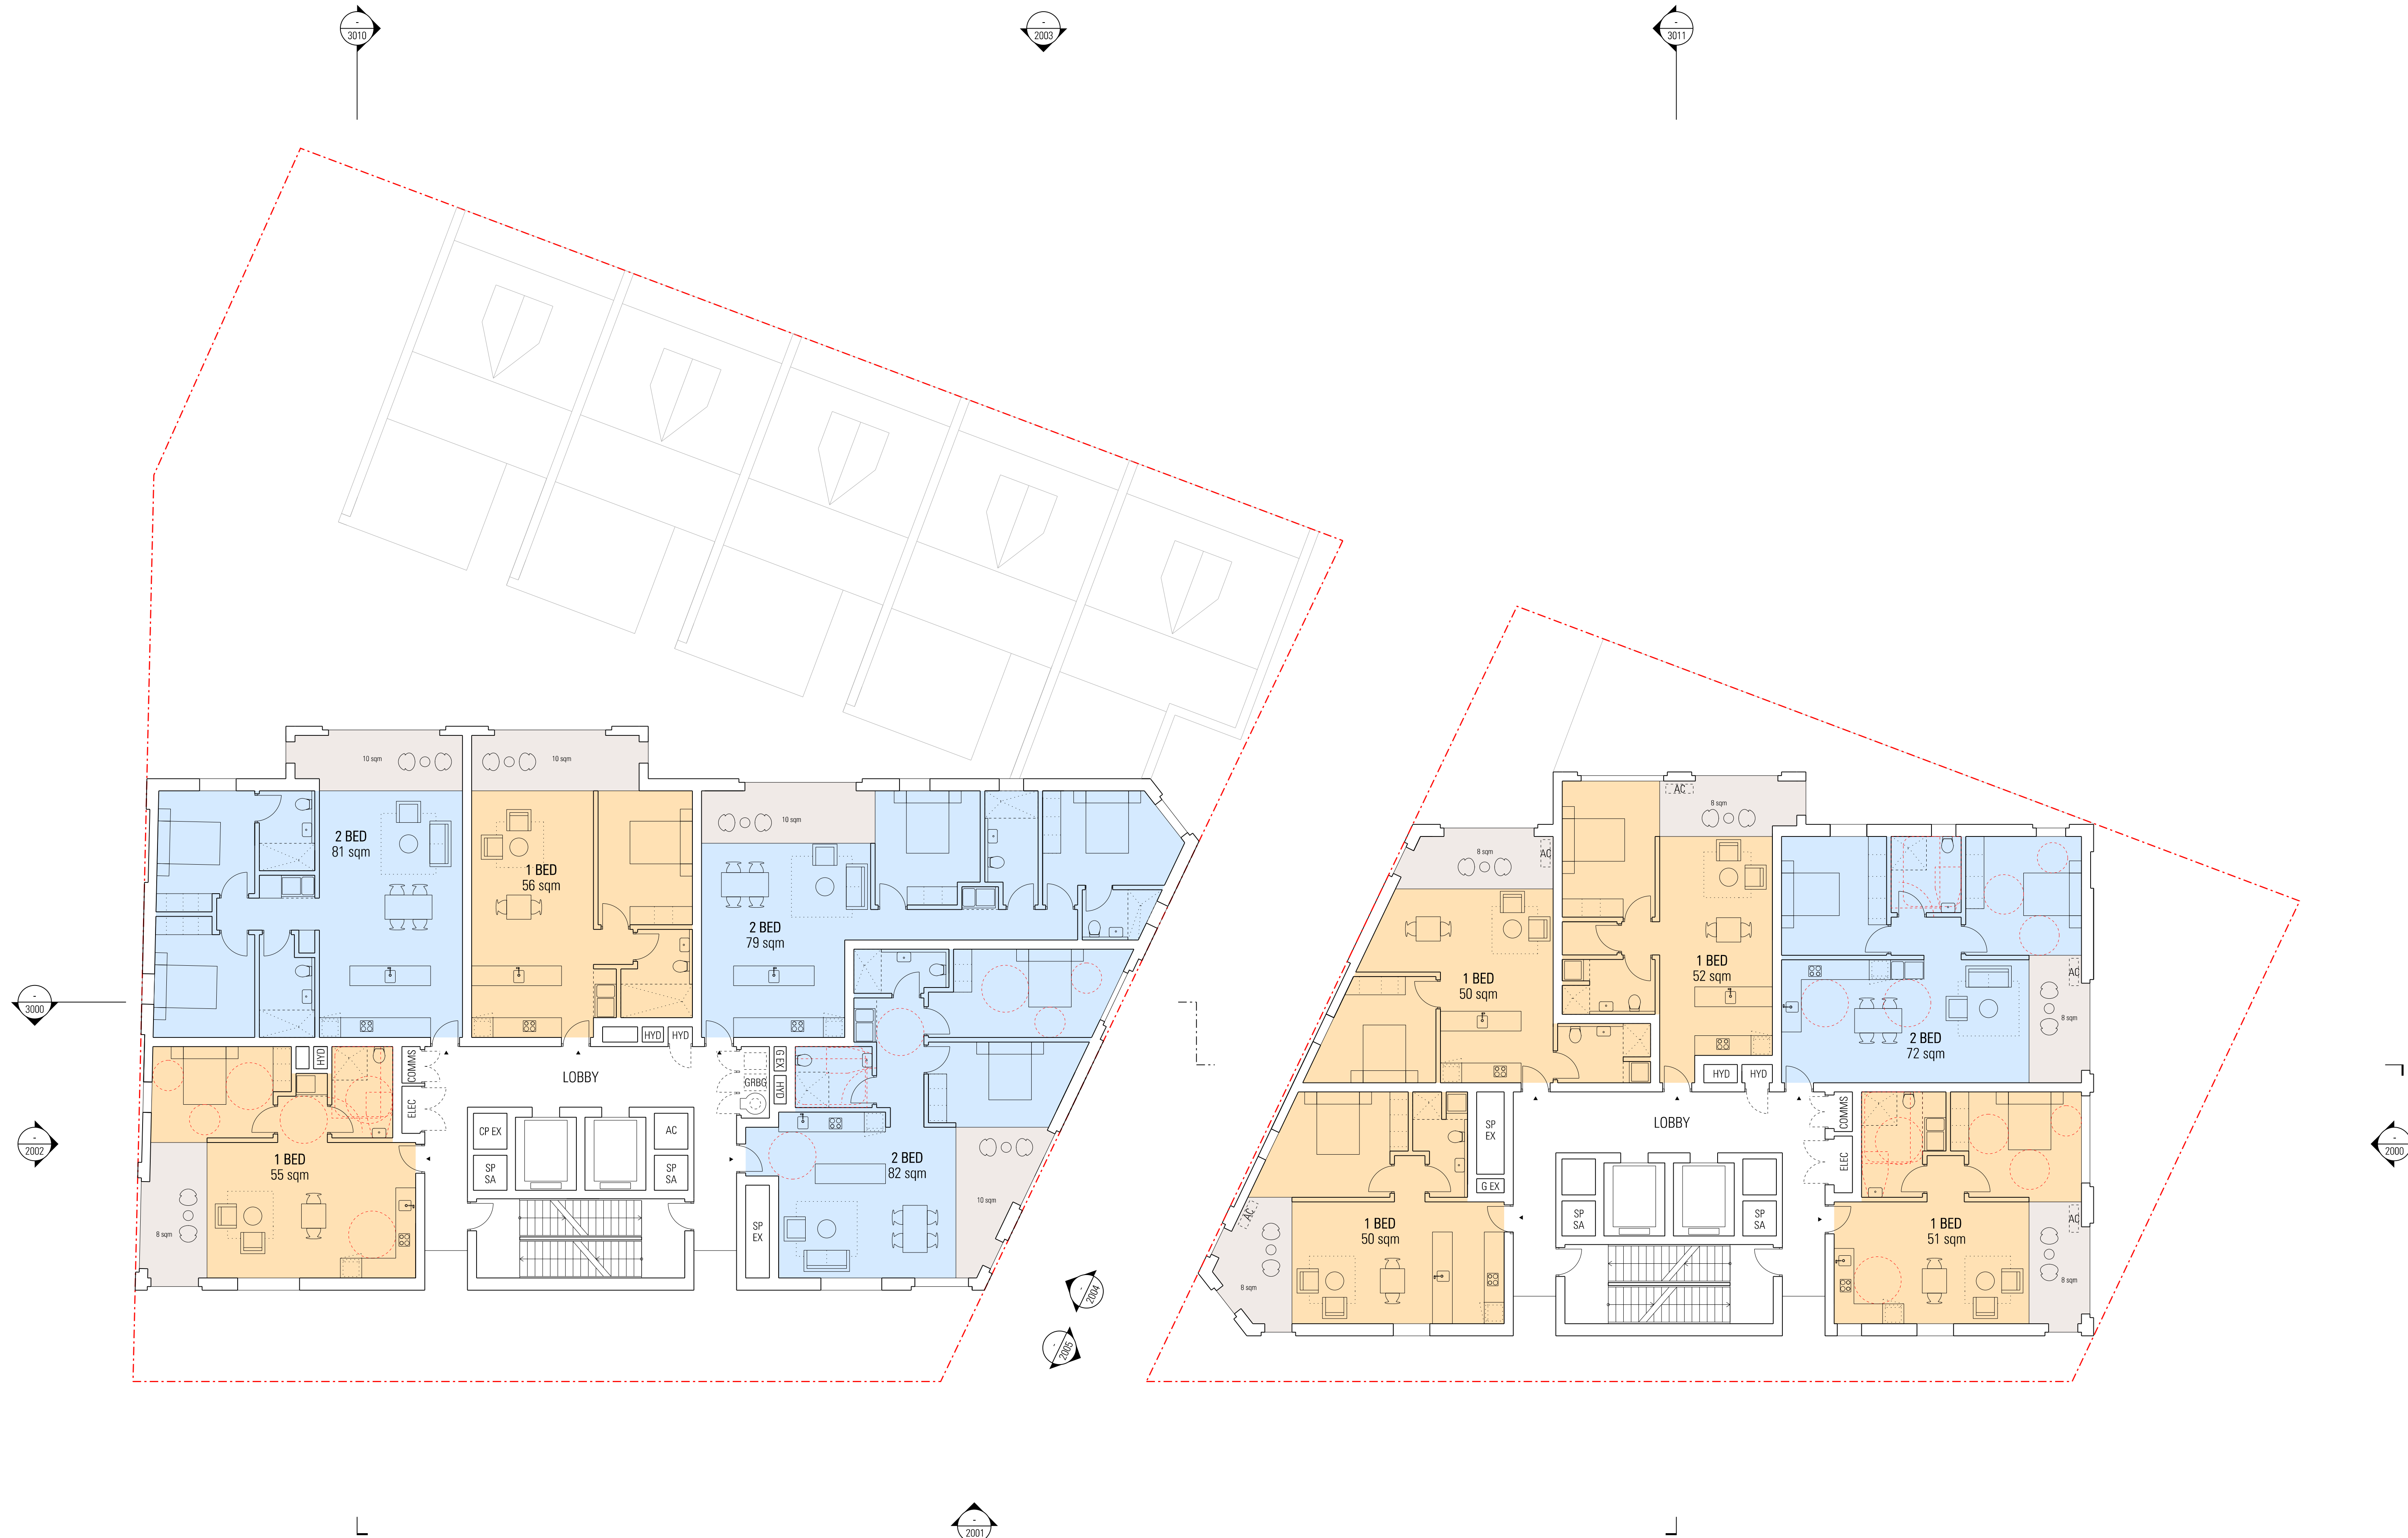 -
3010
-
2003
-
3011
10 sqm
10 sqm
2 BED
81 sqm
1 BED
56 sqm
10 sqm
2 BED
79 sqm
-
3000
HYD
HYD
HYD
COMMS
ELEC
LOBBY
GRBG
G EX
HYD
CP EX
AC
SP
SA
SP
SA
-
2002
1 BED
55 sqm
8 sqm
2 BED
82 sqm
10 sqm
SP
EX
-
2004
-
2005
AC
8 sqm
8 sqm
AC
1 BED
50 sqm
1 BED
52 sqm
AC
8 sqm
2 BED
72 sqm
HYD
HYD
LOBBY
COMMS
ELEC
SP
EX
G EX
SP
SA
SP
SA
-
2000
AC
8 sqm
1 BED
50 sqm
1 BED
51 sqm
AC
8 sqm
-
2001